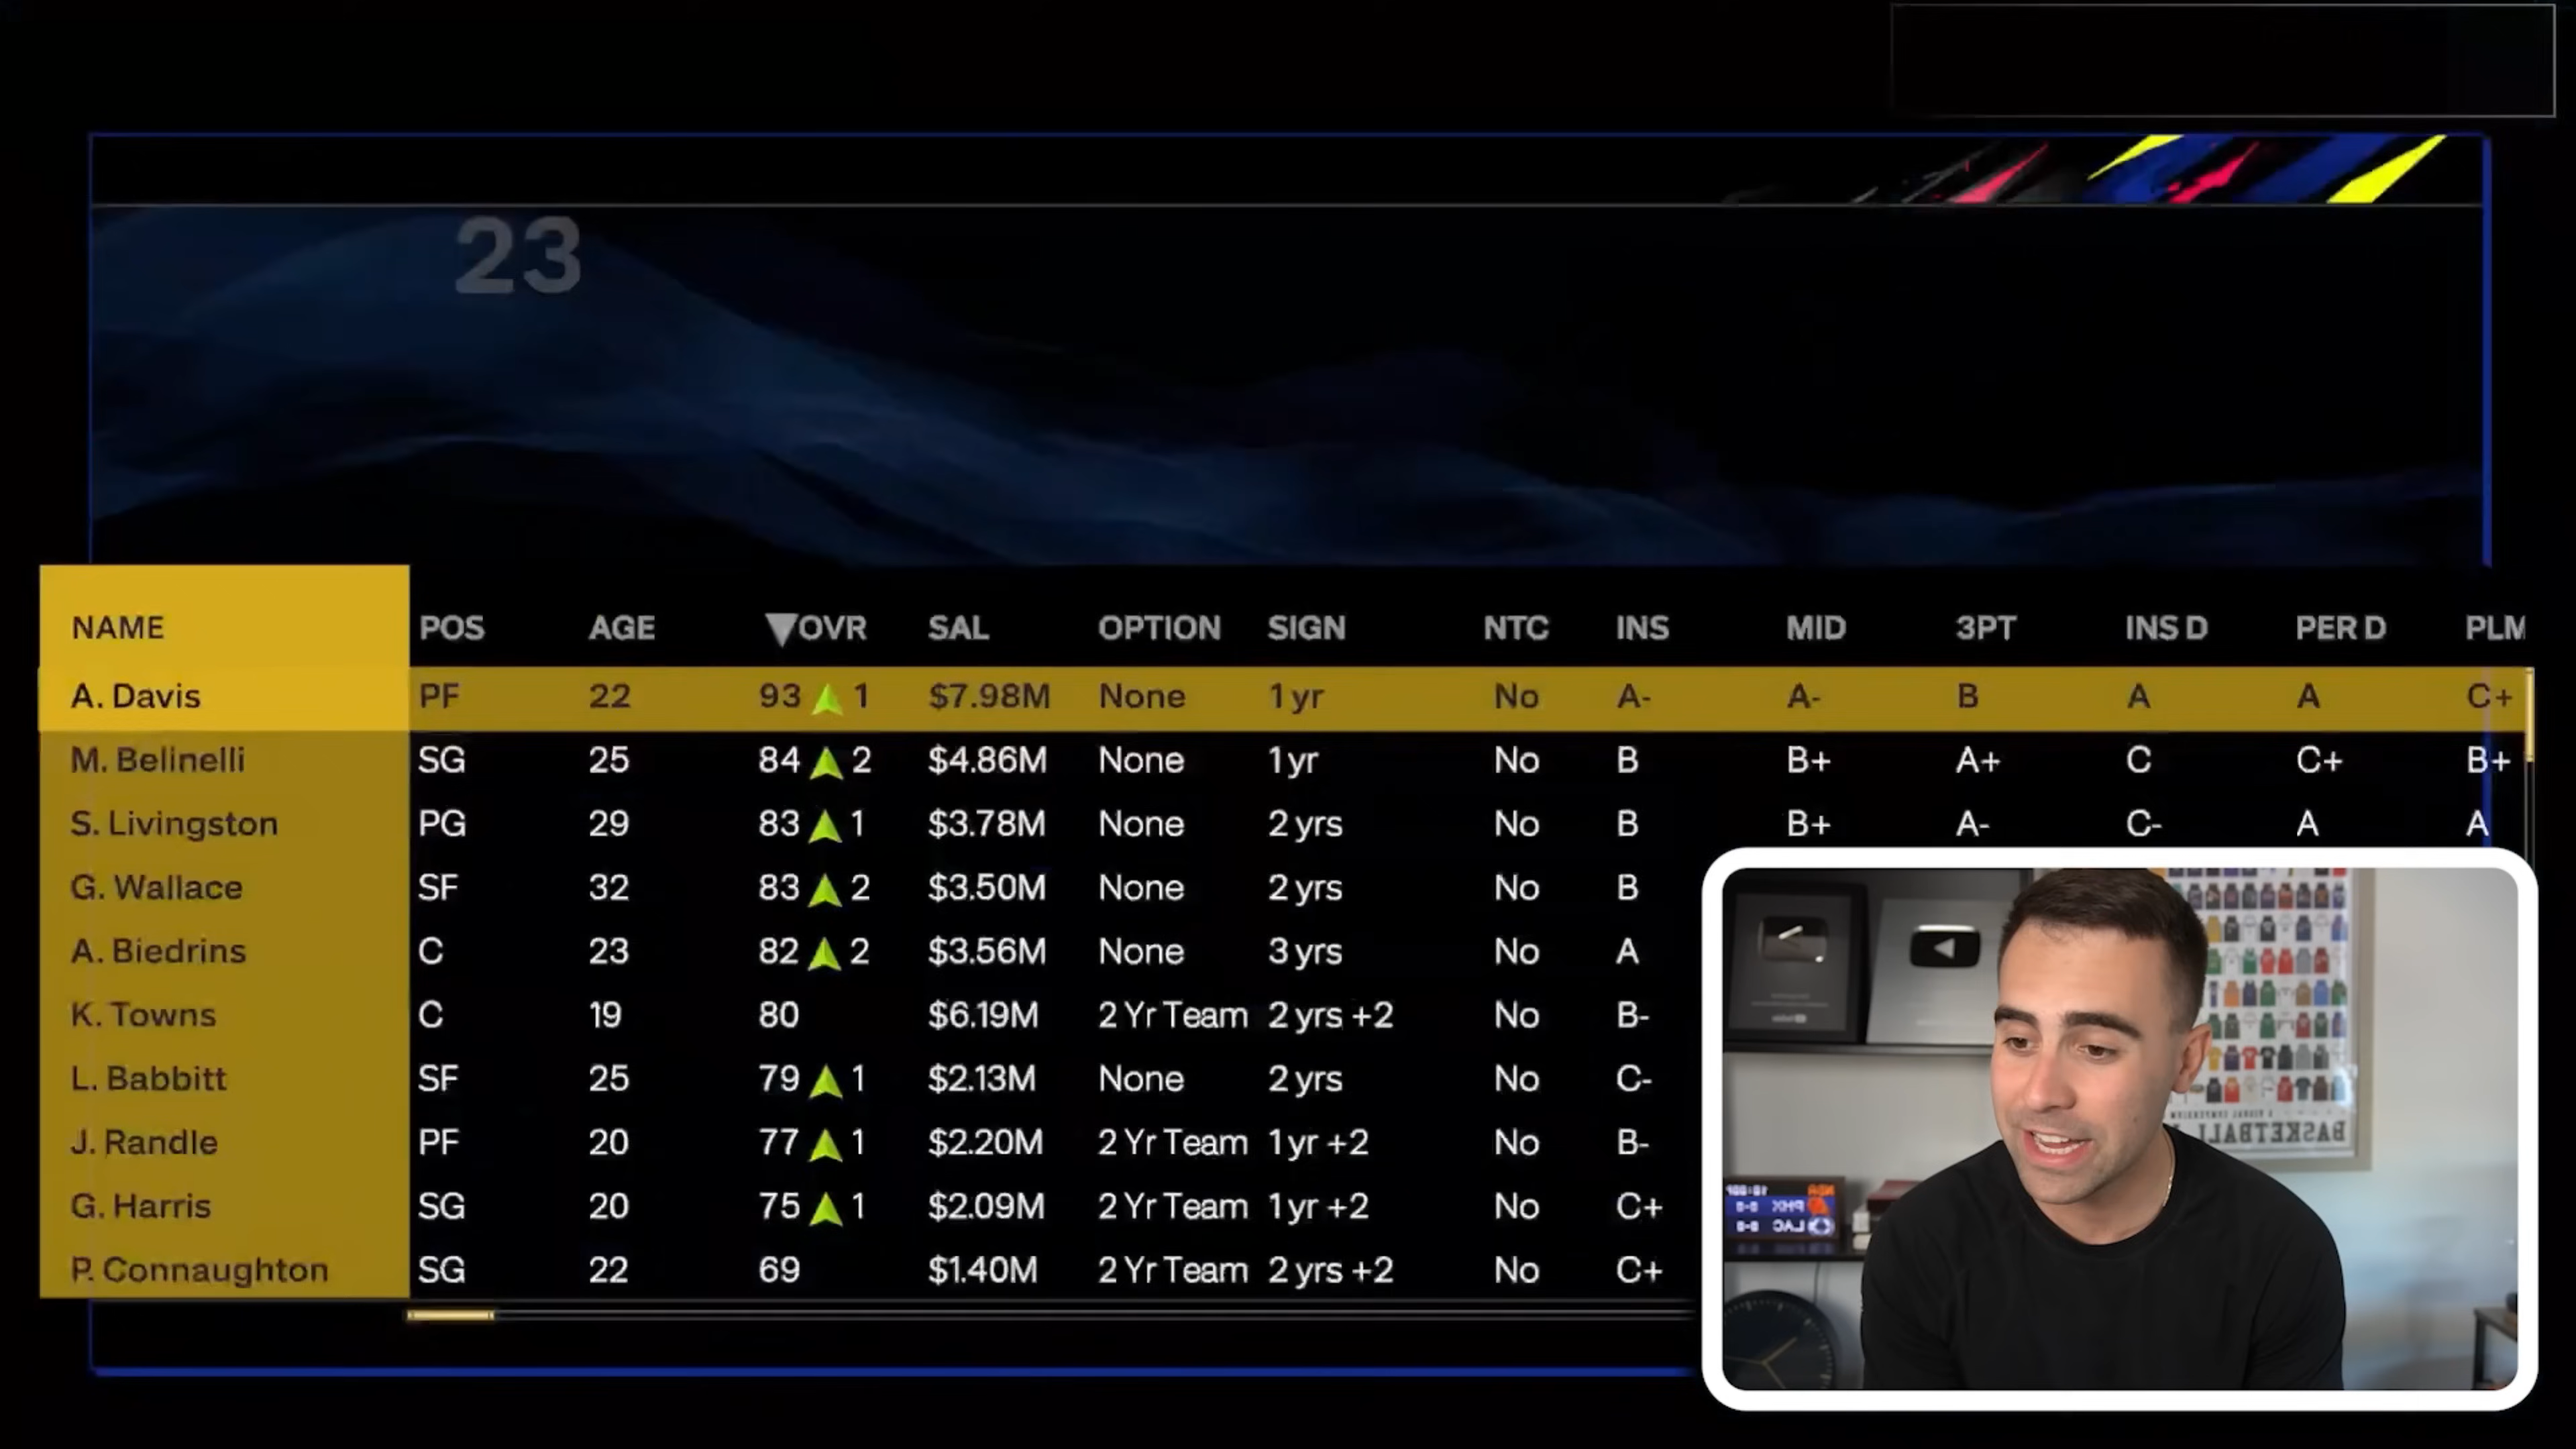 23
NAME POS AGE ▼OVR SAL OPTION SIGN NTC INS MID 3PT INS D PER D PLM
A. Davis PF 22 93 ▲ 1 $7.98M None 1 yr No A- A- B A A C+
M. Belinelli SG 25 84 ▲ 2 $4.86M None 1 yr No B B+ A+ C C+ B+
S. Livingston PG 29 83 ▲ 1 $3.78M None 2 yrs No B B+ A- C- A A
G. Wallace SF 32 83 ▲ 2 $3.50M None 2 yrs No B
A. Biedrins C 23 82 ▲ 2 $3.56M None 3 yrs No A
K. Towns C 19 80 $6.19M 2 Yr Team 2 yrs +2 No B-
L. Babbitt SF 25 79 ▲ 1 $2.13M None 2 yrs No C-
J. Randle PF 20 77 ▲ 1 $2.20M 2 Yr Team 1 yr +2 No B-
G. Harris SG 20 75 ▲ 1 $2.09M 2 Yr Team 1 yr +2 No C+
P. Connaughton SG 22 69 $1.40M 2 Yr Team 2 yrs +2 No C+
BASKETBALL
PHX 0-0
LAC 0-0